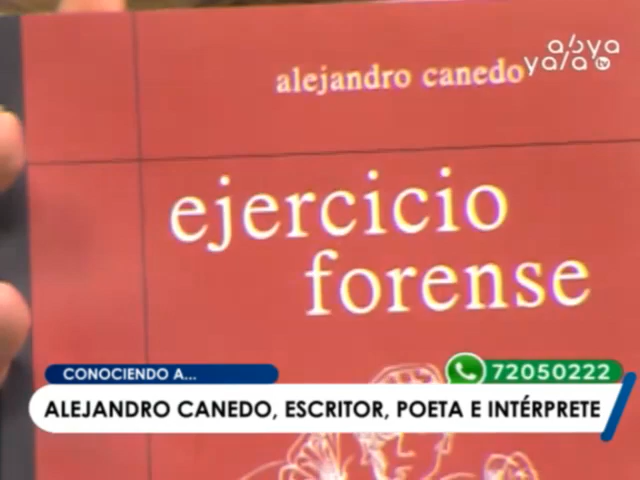 abya
yala tv
alejandro canedo
ejercicio
forense
CONOCIENDO A...
72050222
ALEJANDRO CANEDO, ESCRITOR, POETA E INTÉRPRETE